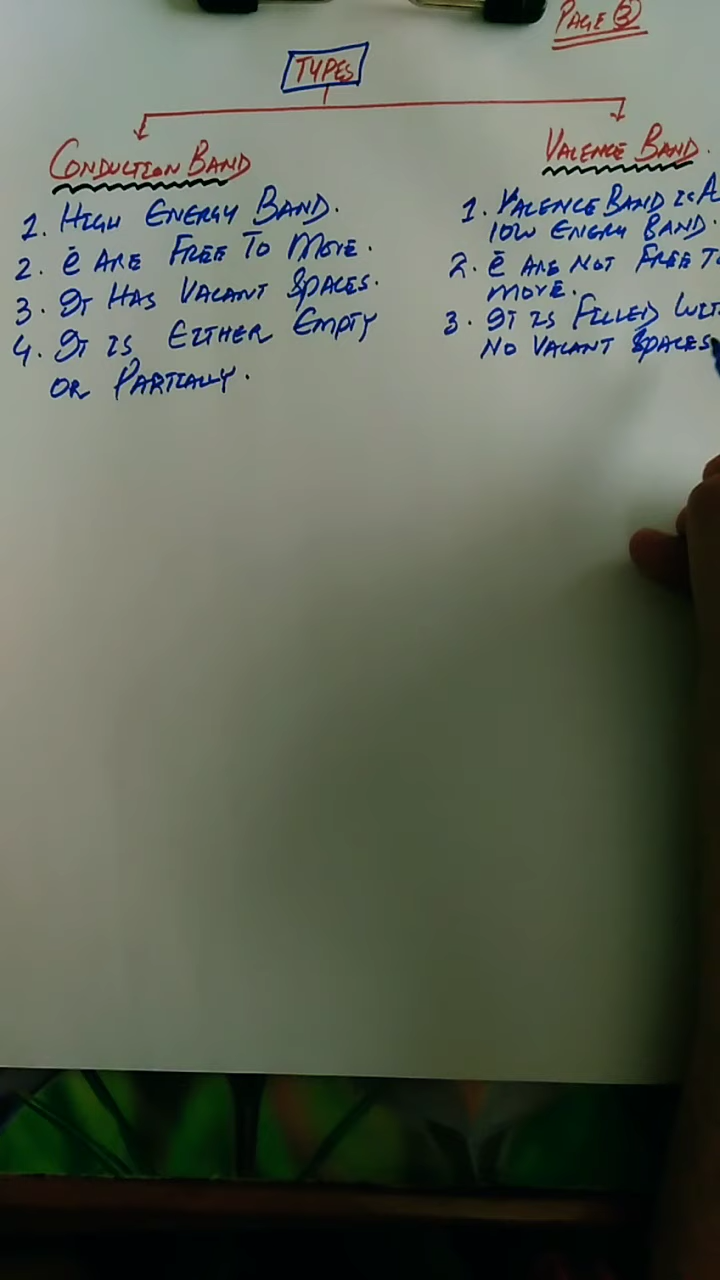 PAGE ②
TYPES
CONDUCTION BAND
1. HIGH ENERGY BAND.
2. ē ARE FREE TO MOVE.
3. IT HAS VACANT SPACES.
4. IT IS EITHER EMPTY
OR PARTIALLY.
VALENCE BAND.
1. VALENCE BAND IS A
LOW ENERGY BAND.
2. ē ARE NOT FREE TO
MOVE.
3. IT IS FILLED WIT
NO VACANT SPACES